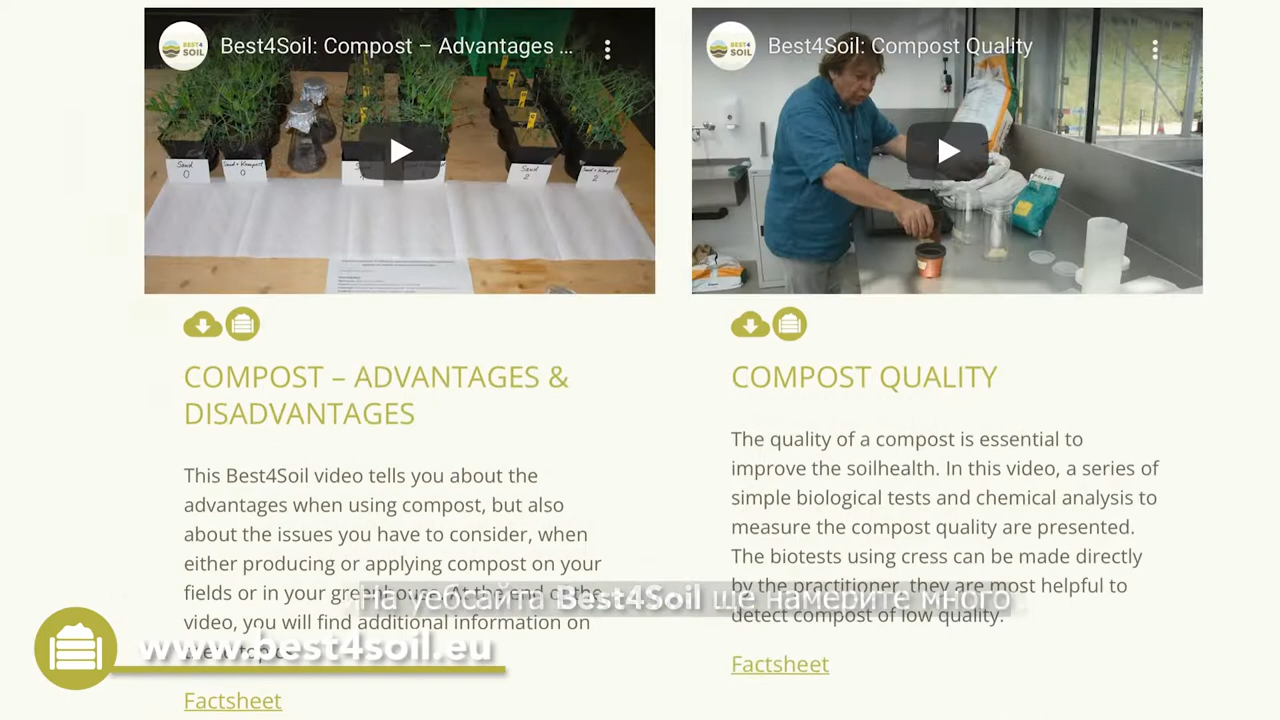 BEST4
SOIL
Best4Soil: Compost – Advantages ...
Sand
0
Sand+Kompost
0
Sand
2
Sand+Kompost
2
COMPOST – ADVANTAGES &
DISADVANTAGES
This Best4Soil video tells you about the
advantages when using compost, but also
about the issues you have to consider, when
either producing or applying compost on your
fields or in your greenhouse. At the end of the
video, you will find additional information on
Factsheet
BEST4
SOIL
Best4Soil: Compost Quality
COMPOST QUALITY
The quality of a compost is essential to
improve the soilhealth. In this video, a series of
simple biological tests and chemical analysis to
measure the compost quality are presented.
The biotests using cress can be made directly
by the practitioner, they are most helpful to
detect compost of low quality.
Factsheet
На уебсайта Best4Soil ще намерите много
www.best4soil.eu